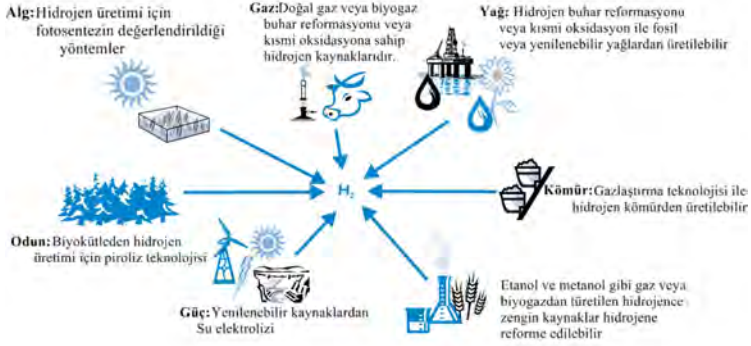 Alg:Hidrojen üretimi için
fotosentezin değerlendirildiği
yöntemler
Gaz:Doğal gaz veya biyogaz
buhar reformasyonu veya
kısmi oksidasyona sahip
hidrojen kaynaklarıdır.
Yağ: Hidrojen buhar reformasyonu
veya kısmi oksidasyon ile fosil
veya yenilenebilir yağlardan üretilebilir
H₂
Kömür:Gazlaştırma teknolojisi ile
hidrojen kömürden üretilebilir
Odun:Biyokütleden hidrojen
üretimi için piroliz teknolojisi
Güç:Yenilenebilir kaynaklardan
Su elektrolizi
Etanol ve metanol gibi gaz veya
biyogazdan türetilen hidrojence
zengin kaynaklar hidrojene
reforme edilebilir